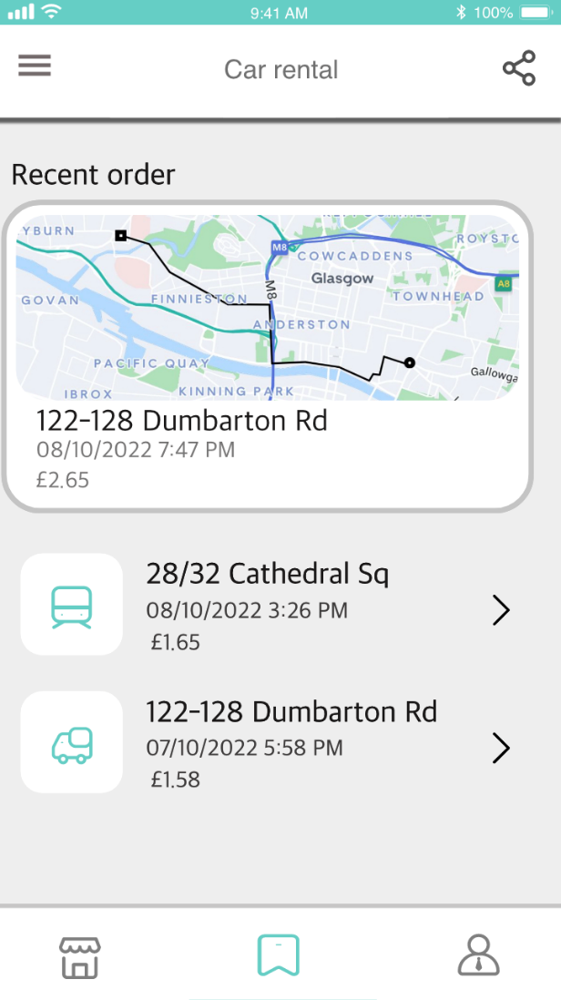 9:41 AM
100%
Car rental
Recent order
YBURN
ROYSTC
M8
COWCADDENS
Glasgow
A8
M8
GOVAN
FINNIESTON
TOWNHEAD
ANDERSTON
PACIFIC QUAY
Gallowga
IBROX
KINNING PARK
122-128 Dumbarton Rd
08/10/2022 7:47 PM
£2.65
28/32 Cathedral Sq
08/10/2022 3:26 PM
£1.65
122-128 Dumbarton Rd
07/10/2022 5:58 PM
£1.58